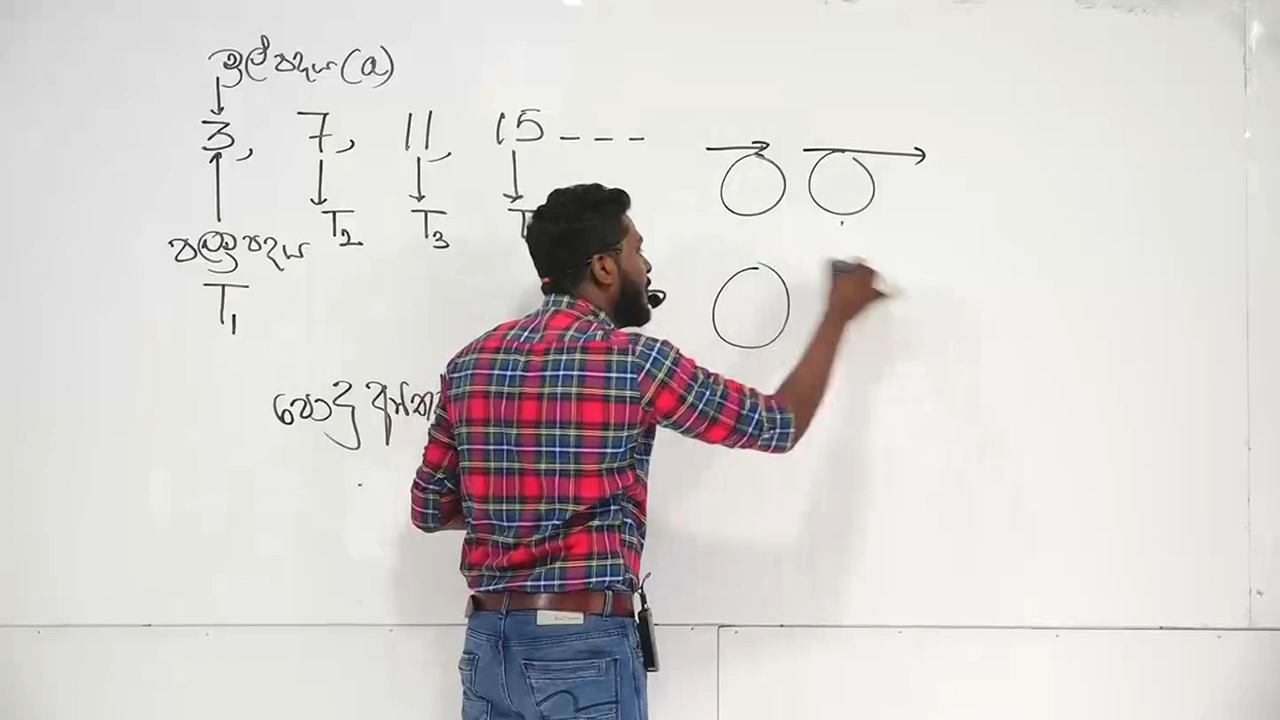 මුල් පදය (a)
3, 7, 11, 15 - - -
T2 T3 T
පළමු පදය
T1
පොදු